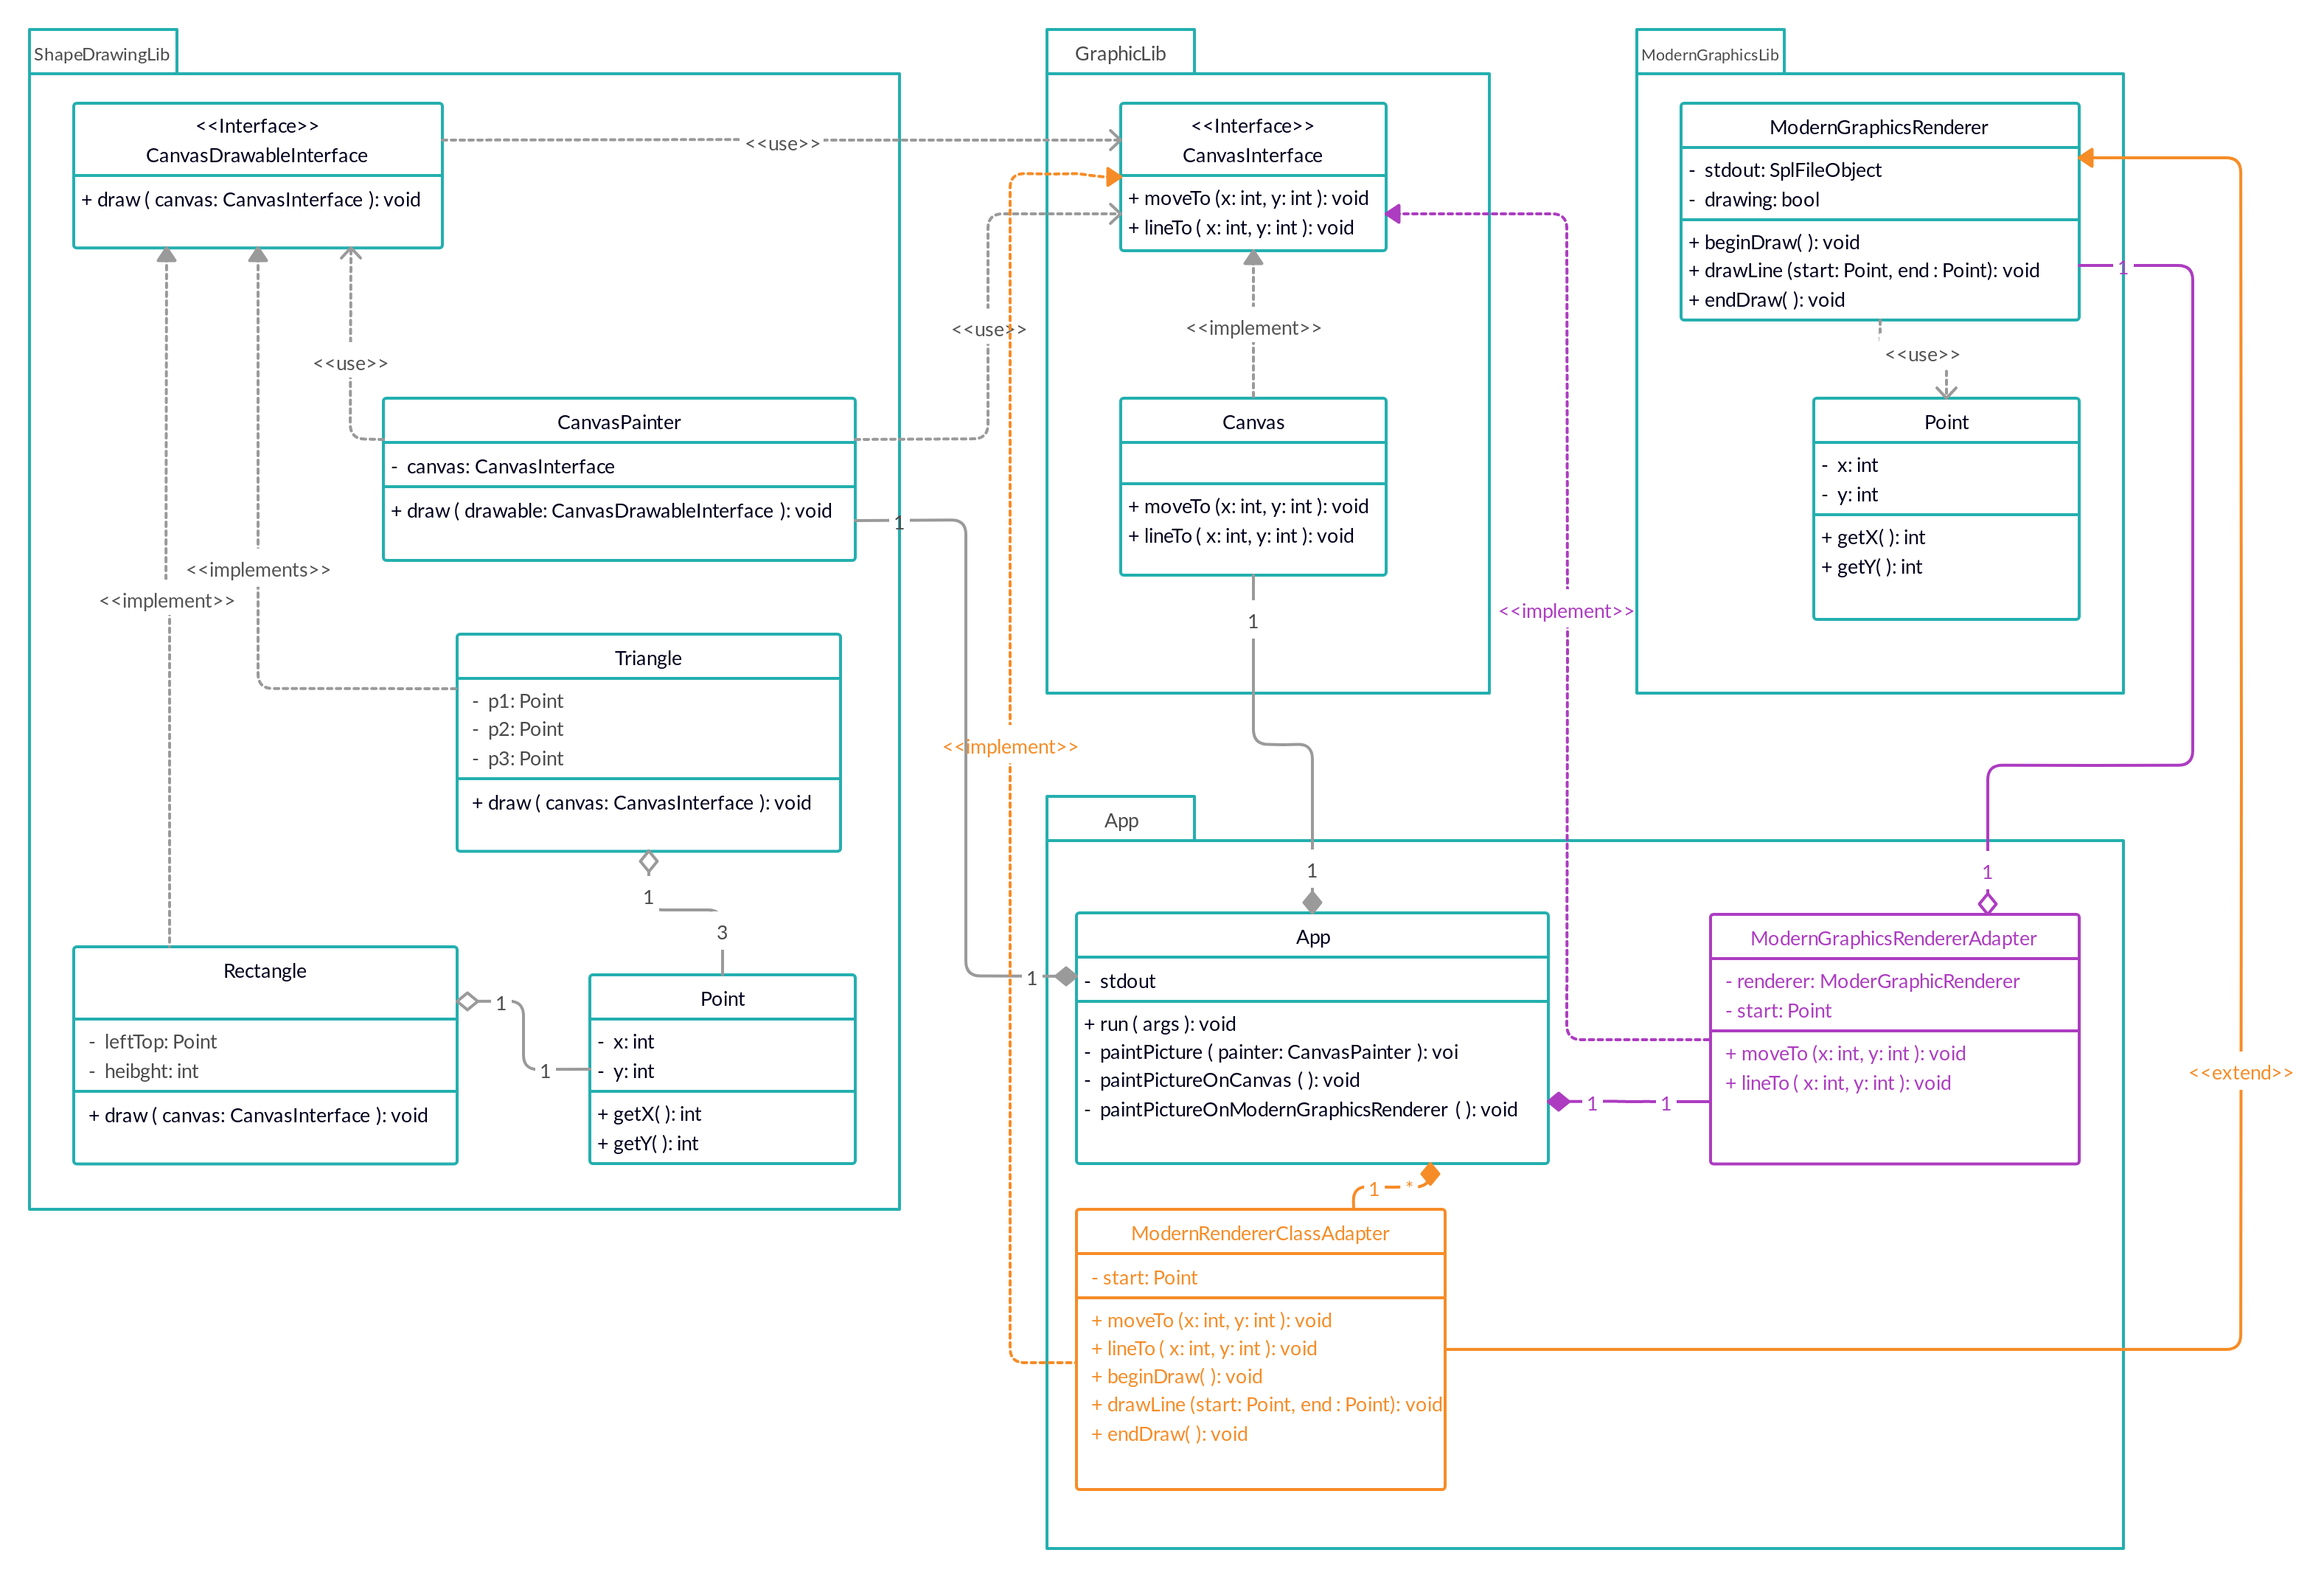 ShapeDrawingLib
<<Interface>>
CanvasDrawableInterface
+ draw ( canvas: CanvasInterface ): void
<<use>>
<<use>>
<<use>>
<<implements>>
<<implement>>
CanvasPainter
- canvas: CanvasInterface
+ draw ( drawable: CanvasDrawableInterface ): void
1
Triangle
- p1: Point
- p2: Point
- p3: Point
+ draw ( canvas: CanvasInterface ): void
1
3
Rectangle
- leftTop: Point
- heibght: int
+ draw ( canvas: CanvasInterface ): void
1
1
Point
- x: int
- y: int
+ getX( ): int
+ getY( ): int
GraphicLib
<<Interface>>
CanvasInterface
+ moveTo (x: int, y: int ): void
+ lineTo ( x: int, y: int ): void
<<implement>>
Canvas
+ moveTo (x: int, y: int ): void
+ lineTo ( x: int, y: int ): void
1
<<implement>>
<<implement>>
ModernGraphicsLib
ModernGraphicsRenderer
- stdout: SplFileObject
- drawing: bool
+ beginDraw( ): void
+ drawLine (start: Point, end : Point): void
+ endDraw( ): void
1
<<use>>
Point
- x: int
- y: int
+ getX( ): int
+ getY( ): int
App
1
1
App
- stdout
+ run ( args ): void
- paintPicture ( painter: CanvasPainter ): voi
- paintPictureOnCanvas ( ): void
- paintPictureOnModernGraphicsRenderer ( ): void
1
1
1
ModernGraphicsRendererAdapter
- renderer: ModerGraphicRenderer
- start: Point
+ moveTo (x: int, y: int ): void
+ lineTo ( x: int, y: int ): void
<<extend>>
1
*
ModernRendererClassAdapter
- start: Point
+ moveTo (x: int, y: int ): void
+ lineTo ( x: int, y: int ): void
+ beginDraw( ): void
+ drawLine (start: Point, end : Point): void
+ endDraw( ): void